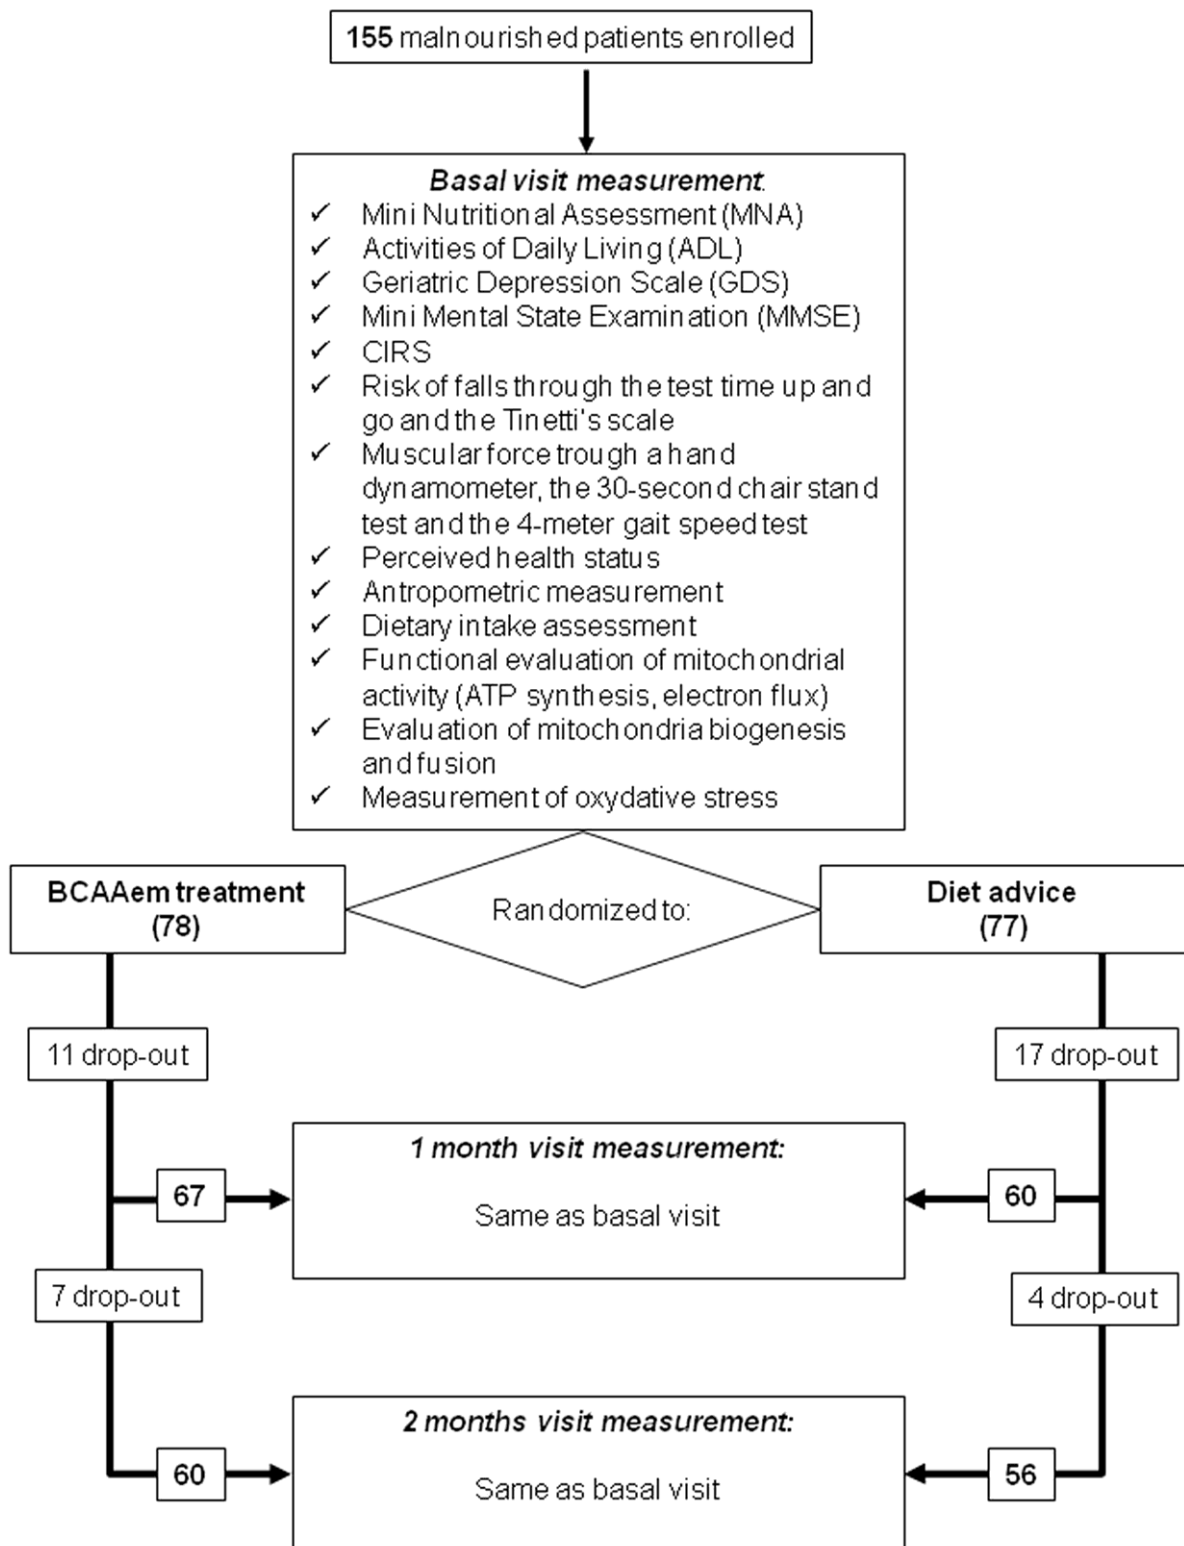 155 malnourished patients enrolled
Basal visit measurement:
✓ Mini Nutritional Assessment (MNA)
✓ Activities of Daily Living (ADL)
✓ Geriatric Depression Scale (GDS)
✓ Mini Mental State Examination (MMSE)
✓ CIRS
✓ Risk of falls through the test time up and
go and the Tinetti's scale
✓ Muscular force trough a hand
dynamometer, the 30-second chair stand
test and the 4-meter gait speed test
✓ Perceived health status
✓ Antropometric measurement
✓ Dietary intake assessment
✓ Functional evaluation of mitochondrial
activity (ATP synthesis, electron flux)
✓ Evaluation of mitochondria biogenesis
and fusion
✓ Measurement of oxydative stress
BCAAem treatment
(78)
Randomized to:
Diet advice
(77)
11 drop-out
17 drop-out
1 month visit measurement:
67
60
Same as basal visit
7 drop-out
4 drop-out
2 months visit measurement:
60
56
Same as basal visit